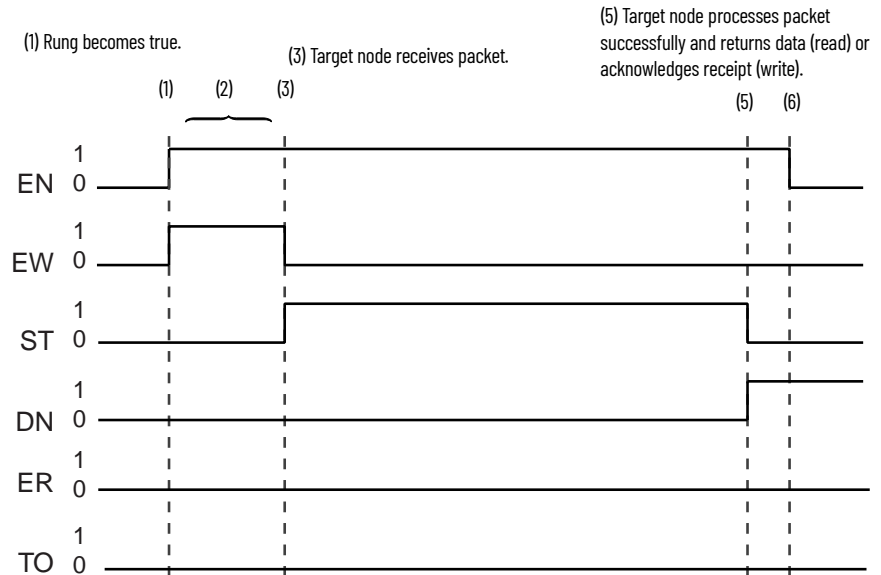 (1) Rung becomes true.
(3) Target node receives packet.
(5) Target node processes packet
successfully and returns data (read) or
acknowledges receipt (write).
(1) (2) (3) (5) (6)
1
EN 0
1
EW 0
1
ST 0
1
DN 0
1
ER 0
1
TO 0